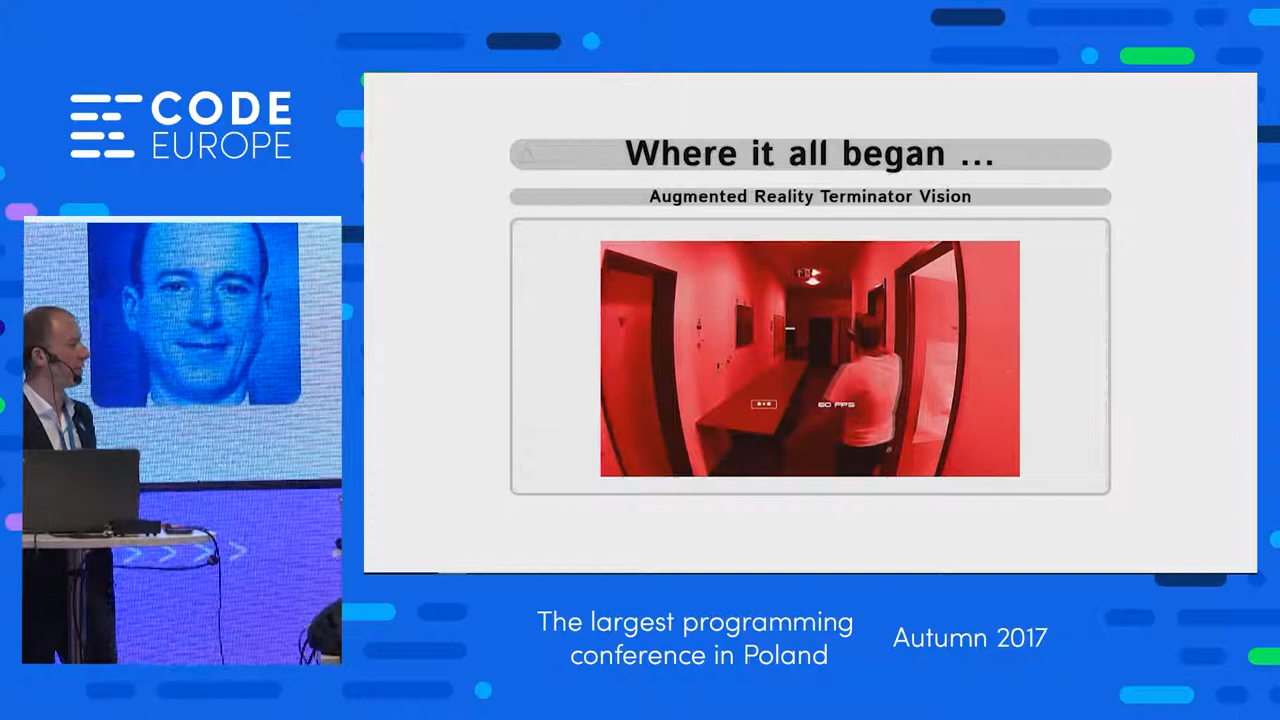 CODE
EUROPE
Where it all began ...
Augmented Reality Terminator Vision
60 FPS
The largest programming
conference in Poland
Autumn 2017